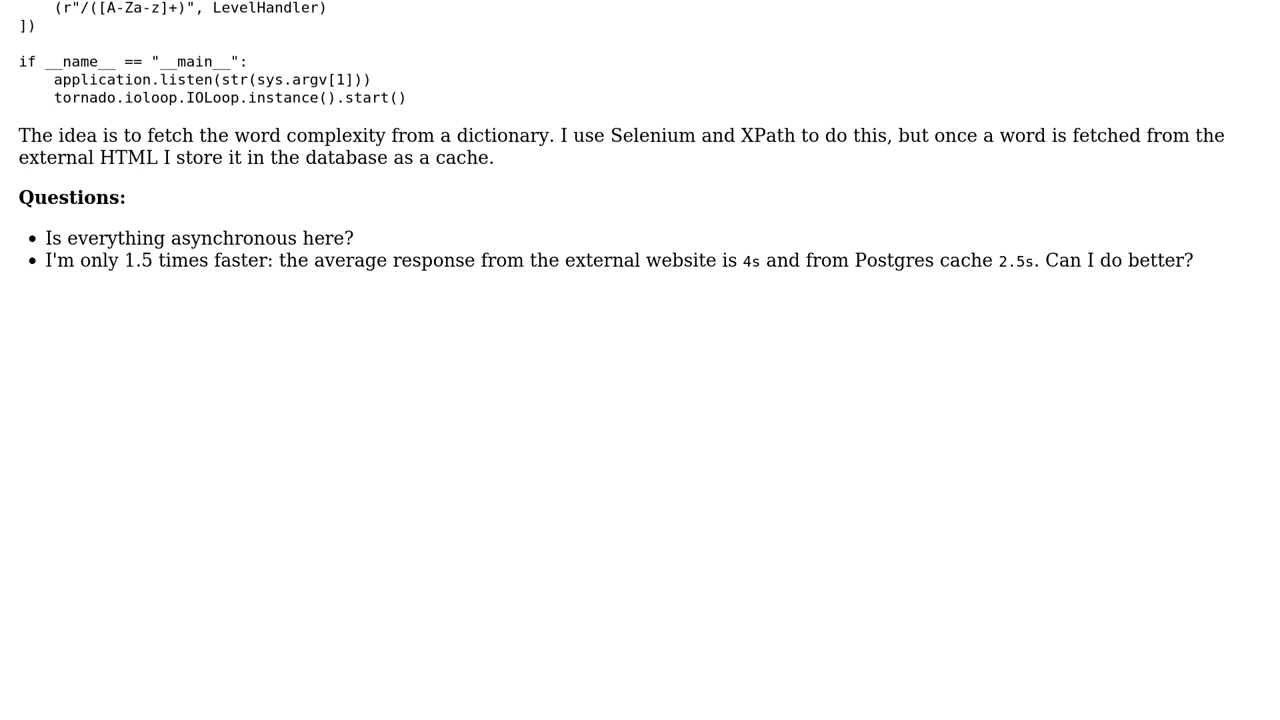 (r"/([A-Za-z]+)", LevelHandler)
])
if __name__ == "__main__":
    application.listen(str(sys.argv[1]))
    tornado.ioloop.IOLoop.instance().start()
The idea is to fetch the word complexity from a dictionary. I use Selenium and XPath to do this, but once a word is fetched from the
external HTML I store it in the database as a cache.
Questions:
• Is everything asynchronous here?
• I'm only 1.5 times faster: the average response from the external website is 4s and from Postgres cache 2.5s. Can I do better?